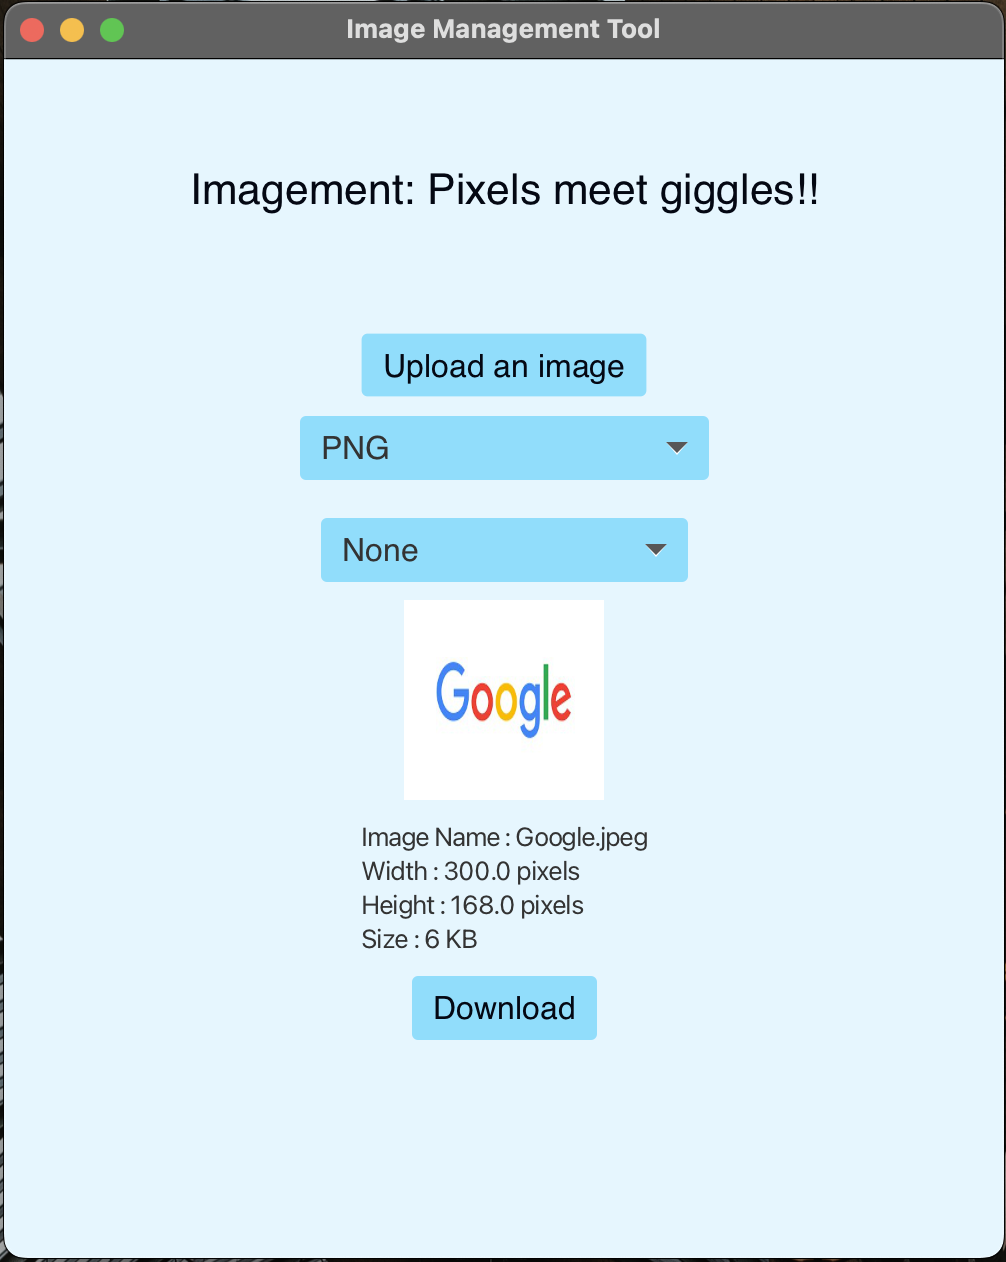 Image Management Tool
Imagement: Pixels meet giggles!!
Upload an image
PNG
None
Google
Image Name : Google.jpeg
Width : 300.0 pixels
Height : 168.0 pixels
Size : 6 KB
Download